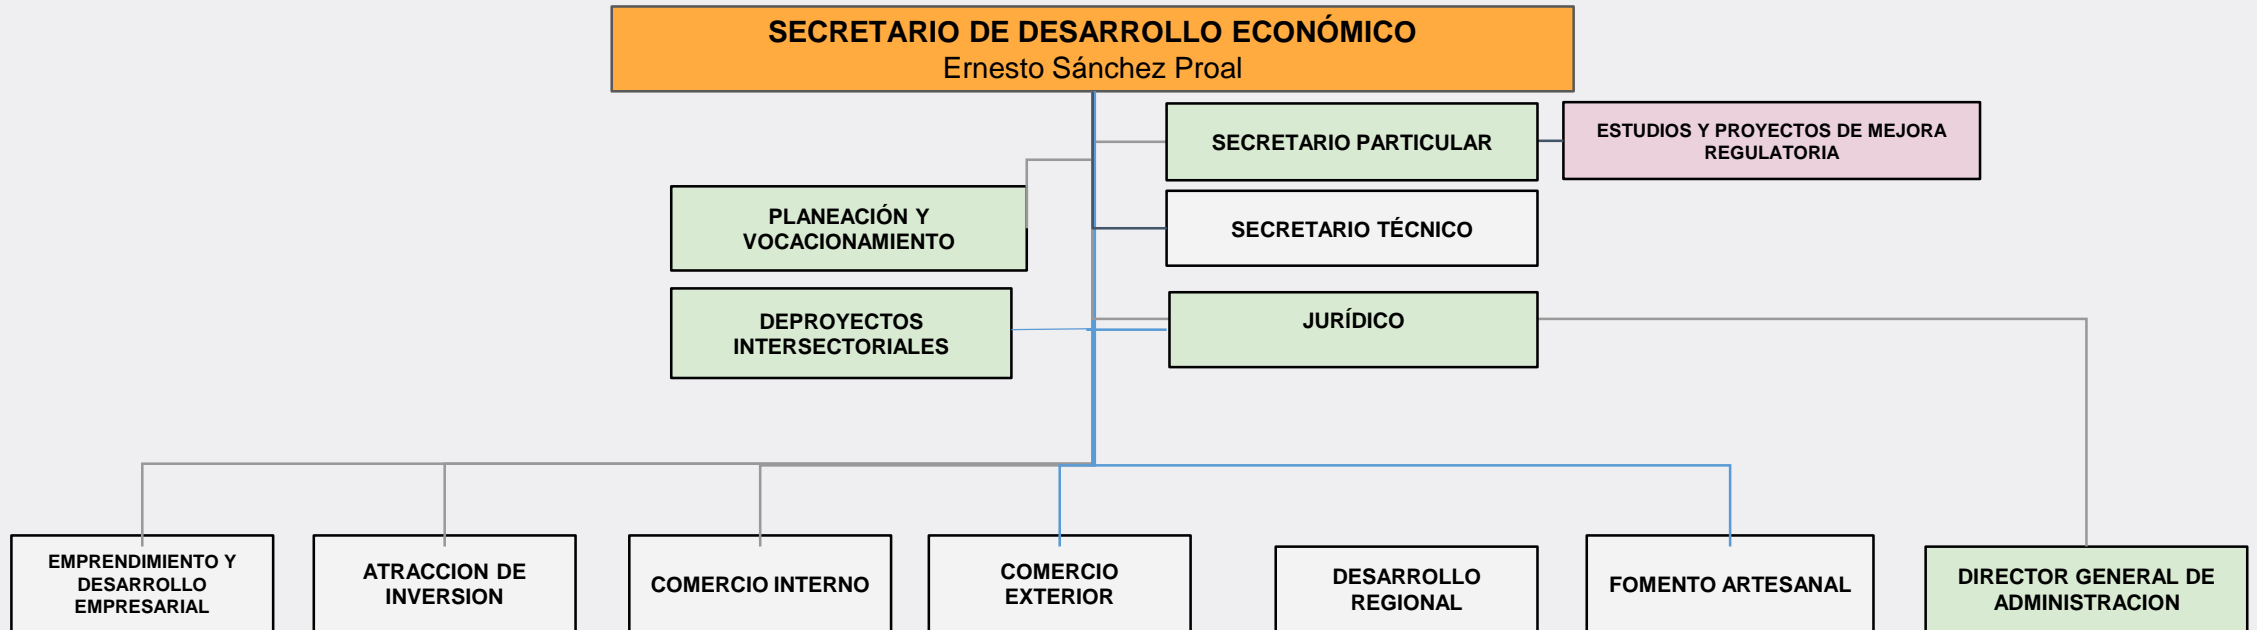 SECRETARIO DE DESARROLLO ECONÓMICO
Ernesto Sánchez Proal
SECRETARIO PARTICULAR
ESTUDIOS Y PROYECTOS DE MEJORA
REGULATORIA
PLANEACIÓN Y
VOCACIONAMIENTO
SECRETARIO TÉCNICO
DEPROYECTOS
INTERSECTORIALES
JURÍDICO
EMPRENDIMIENTO Y
DESARROLLO
EMPRESARIAL
ATRACCION DE
INVERSION
COMERCIO INTERNO
COMERCIO
EXTERIOR
DESARROLLO
REGIONAL
FOMENTO ARTESANAL
DIRECTOR GENERAL DE
ADMINISTRACION